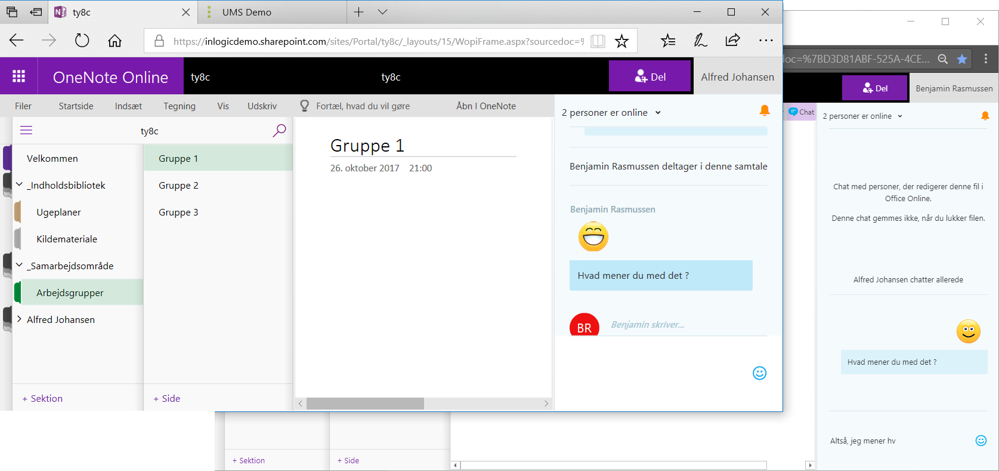 ty8c
UMS Demo
https://inlogicdemo.sharepoint.com/sites/Portal/ty8c/_layouts/15/WopiFrame.aspx?sourcedoc=%
OneNote Online
ty8c
ty8c
Del
Alfred Johansen
Filer
Startside
Indsæt
Tegning
Vis
Udskriv
Fortæl, hvad du vil gøre
Åbn I OneNote
ty8c
Velkommen
_Indholdsbibliotek
Ugeplaner
Kildemateriale
_Samarbejdsområde
Arbejdsgrupper
Alfred Johansen
+ Sektion
Gruppe 1
Gruppe 2
Gruppe 3
+ Side
Gruppe 1
26. oktober 2017 21:00
2 personer er online
Benjamin Rasmussen deltager i denne samtale
Benjamin Rasmussen
Hvad mener du med det ?
BR
Benjamin skriver...
oc=%7BD3D81ABF-525A-4CE...
Del
Benjamin Rasmussen
Chat
2 personer er online
Chat med personer, der redigerer denne fil i
Office Online.
Denne chat gemmes ikke, når du lukker filen.
Alfred Johansen chatter allerede
Hvad mener du med det ?
Altså, jeg mener hv
+ Sektion
+ Side